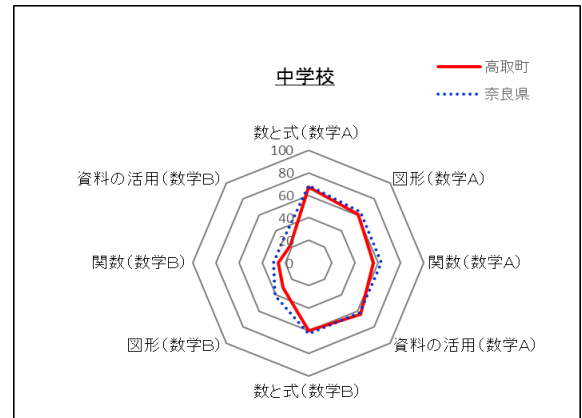 中学校
高取町
奈良県
数と式(数学A)
100
資料の活用(数学B)
80
図形(数学A)
60
40
20
関数(数学B)
0
関数(数学A)
図形(数学B)
資料の活用(数学A)
数と式(数学B)